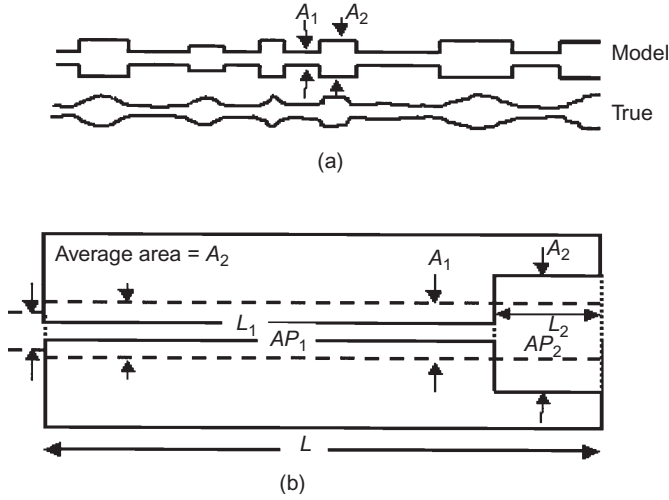 A₁ A₂
Model
True
(a)
Average area = A₂
A₁
A₂
L₁
L₂
AP₁
AP₂
L
(b)